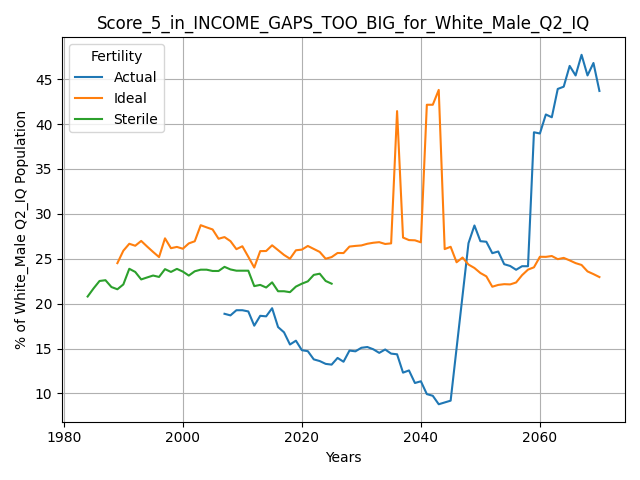 Score_5_in_INCOME_GAPS_TOO_BIG_for_White_Male_Q2_IQ
Fertility
Actual
Ideal
Sterile
% of White_Male Q2_IQ Population
45
40
35
30
25
20
15
10
1980
2000
2020
2040
2060
Years